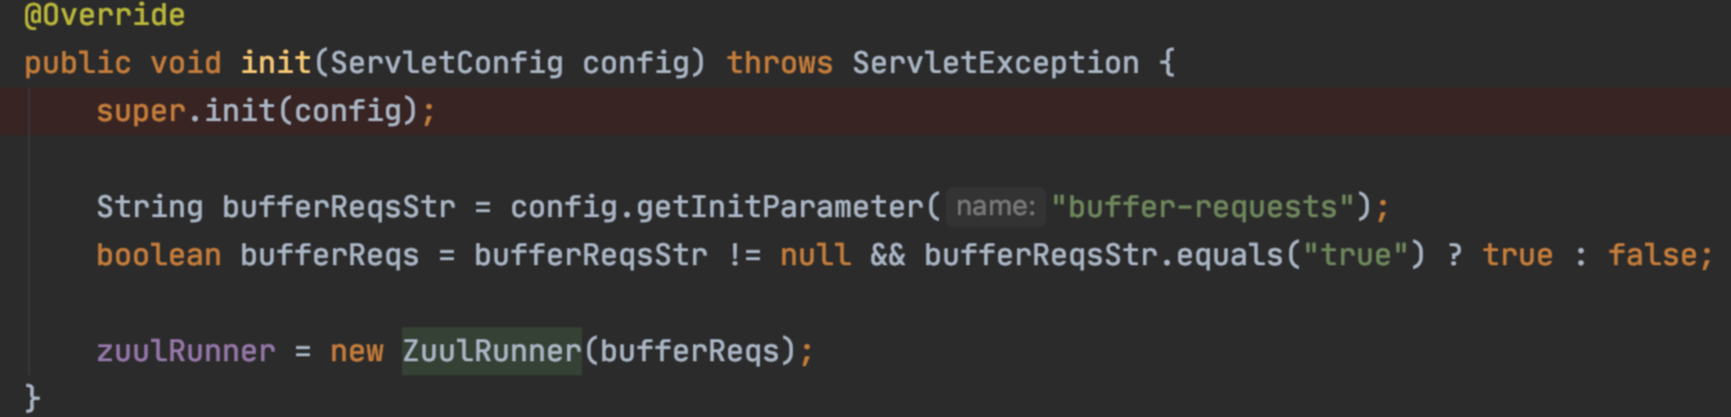 @Override
public void init(ServletConfig config) throws ServletException {
    super.init(config);
    String bufferReqsStr = config.getInitParameter( name: "buffer-requests");
    boolean bufferReqs = bufferReqsStr != null && bufferReqsStr.equals("true") ? true : false;
    zuulRunner = new ZuulRunner(bufferReqs);
}